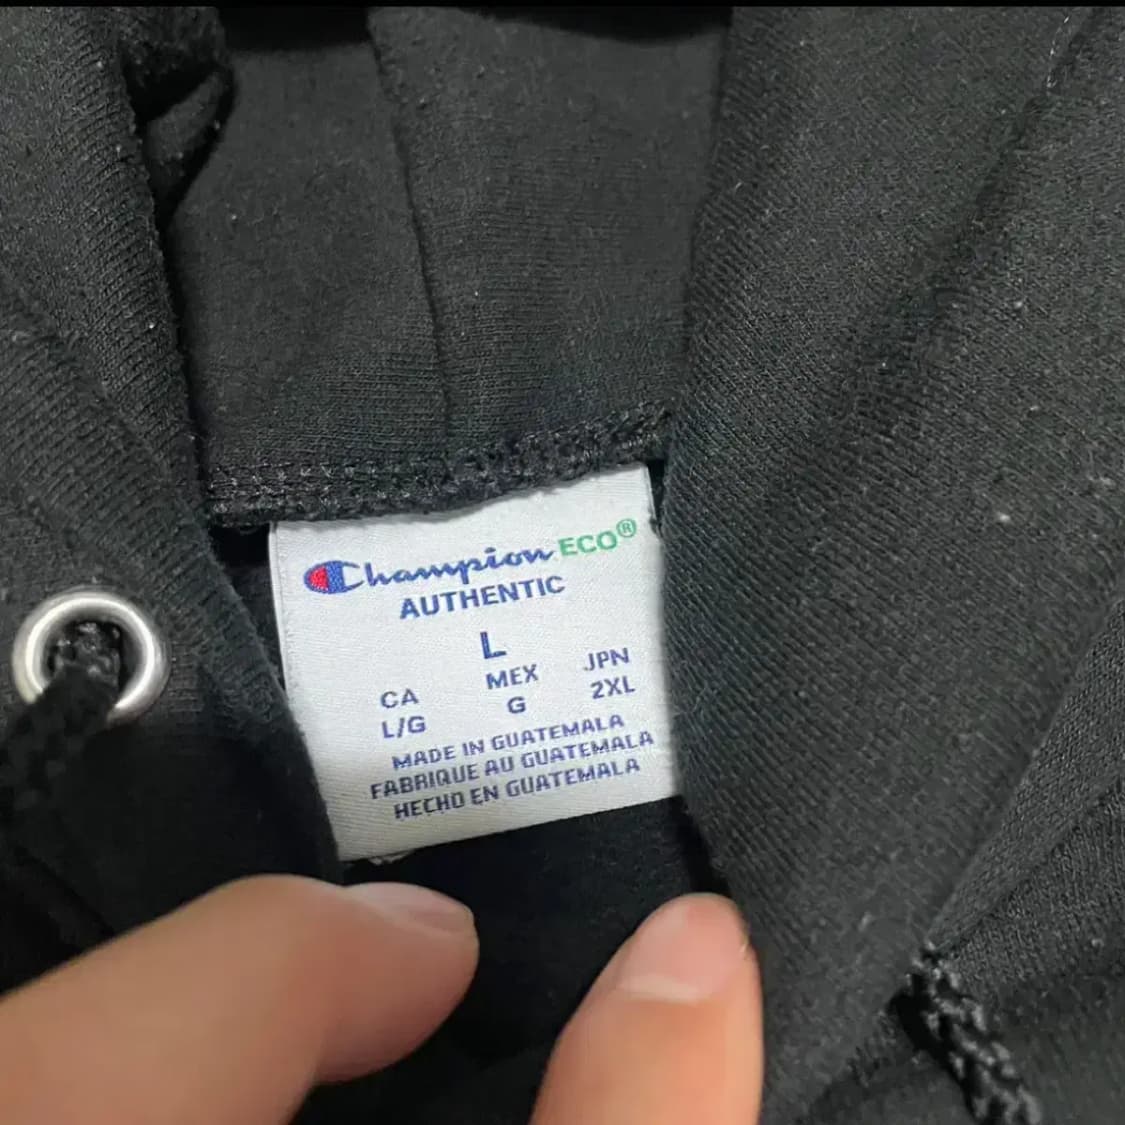 Champion ECO®
AUTHENTIC
L
CA MEX JPN
L/G G 2XL
MADE IN GUATEMALA
FABRIQUE AU GUATEMALA
HECHO EN GUATEMALA